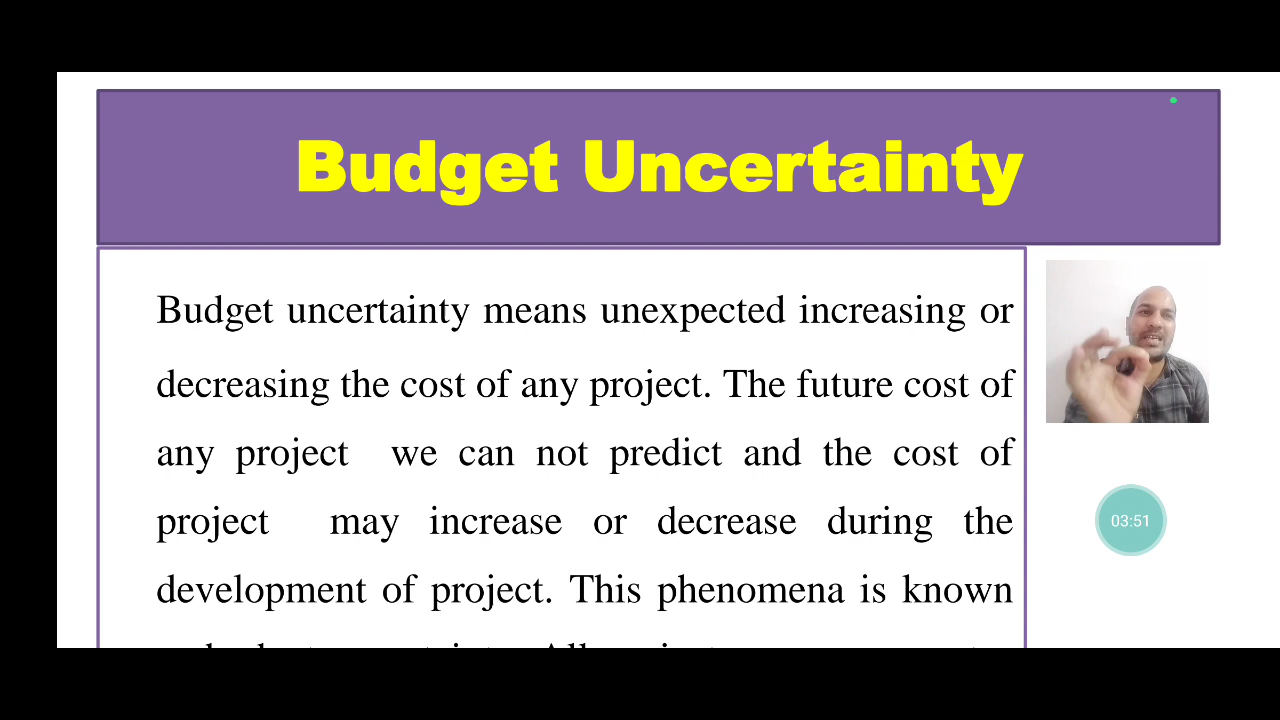 Budget Uncertainty
Budget uncertainty means unexpected increasing or
decreasing the cost of any project. The future cost of
any project we can not predict and the cost of
project may increase or decrease during the
development of project. This phenomena is known
03:51